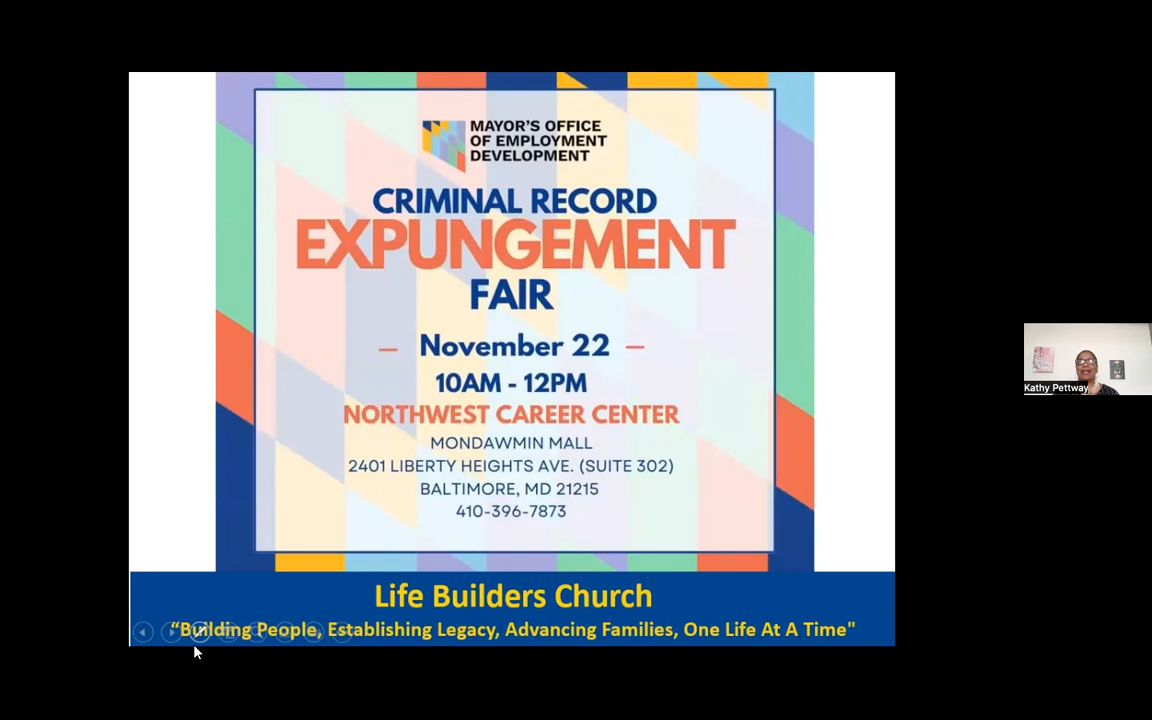 MAYOR'S OFFICE
OF EMPLOYMENT
DEVELOPMENT
CRIMINAL RECORD
EXPUNGEMENT
FAIR
— November 22 —
10AM - 12PM
NORTHWEST CAREER CENTER
MONDAWMIN MALL
2401 LIBERTY HEIGHTS AVE. (SUITE 302)
BALTIMORE, MD 21215
410-396-7873
Life Builders Church
“Building People, Establishing Legacy, Advancing Families, One Life At A Time"
Kathy Pettway